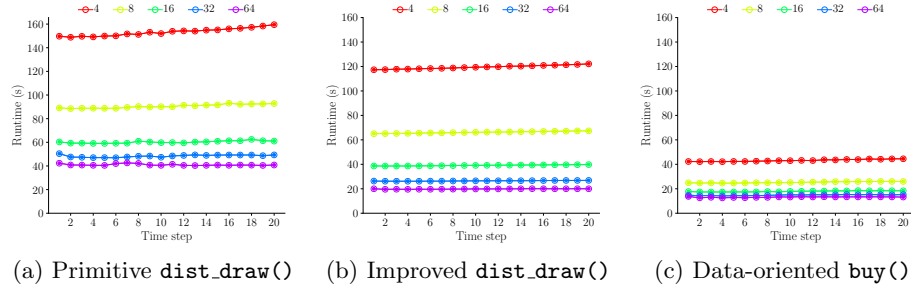 4 8 16 32 64
160
140
120
100
80
60
40
20
0
Runtime (s)
2 4 6 8 10 12 14 16 18 20
Time step
(a) Primitive dist_draw()
4 8 16 32 64
160
140
120
100
80
60
40
20
0
Runtime (s)
2 4 6 8 10 12 14 16 18 20
Time step
(b) Improved dist_draw()
4 8 16 32 64
160
140
120
100
80
60
40
20
0
Runtime (s)
2 4 6 8 10 12 14 16 18 20
Time step
(c) Data-oriented buy()